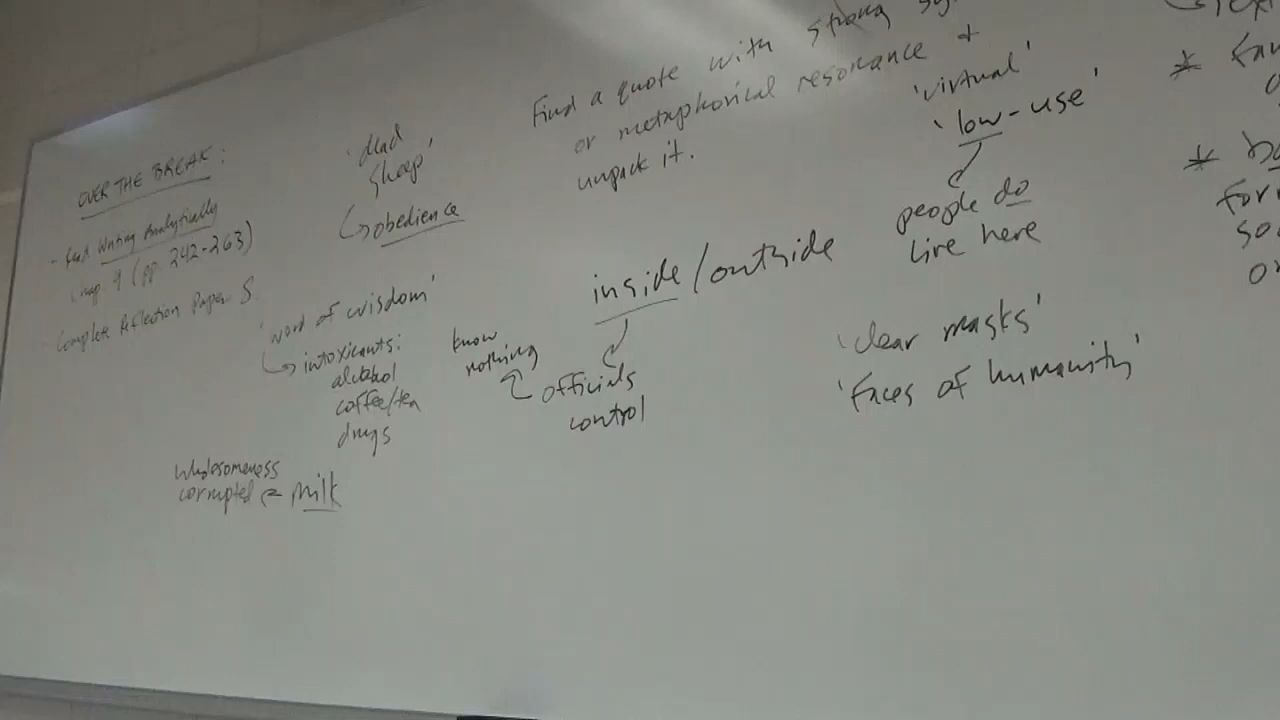 OVER THE BREAK:
- Read Writing Analytically
Chap 9 (pp. 242-263)
- Complete Reflection Paper 5.
'dead
sheep'
obedience
'word of wisdom'
intoxicants:
alcohol
coffee/tea
drugs
wholesomeness
corrupted
milk
Find a quote with strong
or metaphorical resonance +
unpack it.
inside/outside
know
nothing
officials
control
'virtual'
'low-use'
people do
live here
'clear masks'
'faces of humanity'
*
*